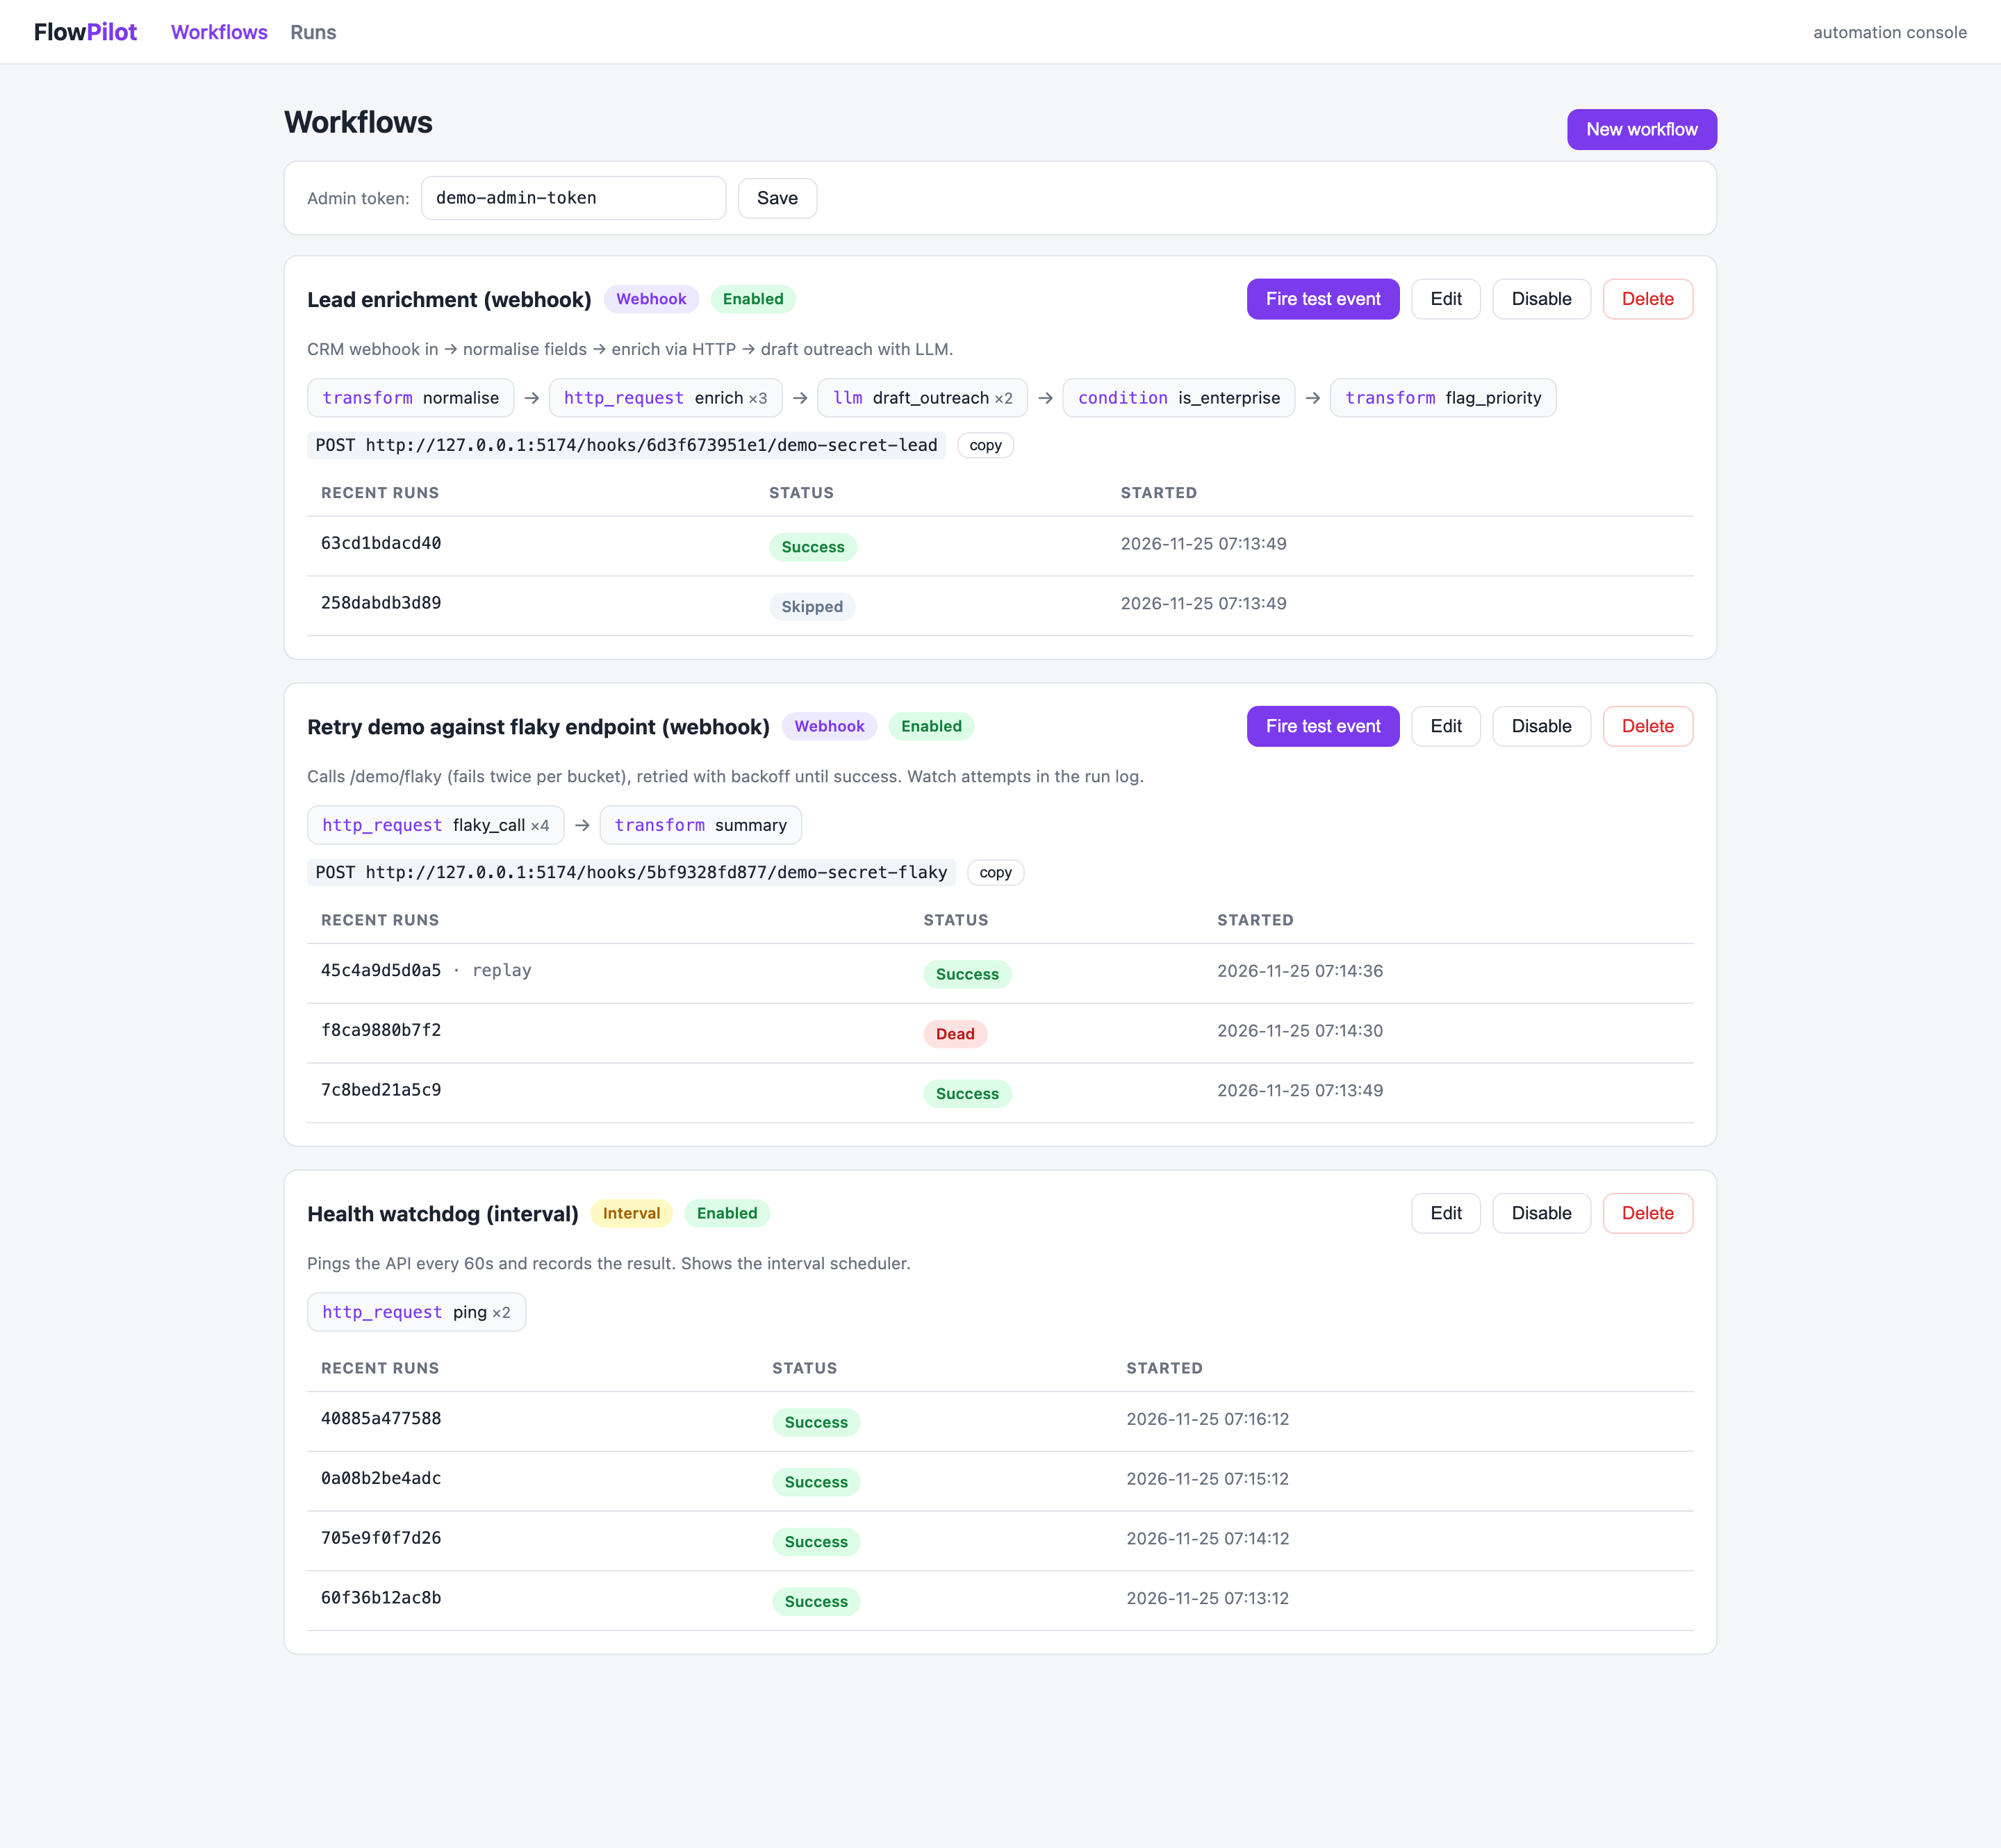 FlowPilot Workflows Runs automation console
Workflows New workflow
Admin token: demo-admin-token Save
Lead enrichment (webhook) Webhook Enabled Fire test event Edit Disable Delete
CRM webhook in → normalise fields → enrich via HTTP → draft outreach with LLM.
transform normalise → http_request enrich ×3 → llm draft_outreach ×2 → condition is_enterprise → transform flag_priority
POST http://127.0.0.1:5174/hooks/6d3f673951e1/demo-secret-lead copy
RECENT RUNS STATUS STARTED
63cd1bdacd40 Success 2026-11-25 07:13:49
258dabdb3d89 Skipped 2026-11-25 07:13:49
Retry demo against flaky endpoint (webhook) Webhook Enabled Fire test event Edit Disable Delete
Calls /demo/flaky (fails twice per bucket), retried with backoff until success. Watch attempts in the run log.
http_request flaky_call ×4 → transform summary
POST http://127.0.0.1:5174/hooks/5bf9328fd877/demo-secret-flaky copy
RECENT RUNS STATUS STARTED
45c4a9d5d0a5 · replay Success 2026-11-25 07:14:36
f8ca9880b7f2 Dead 2026-11-25 07:14:30
7c8bed21a5c9 Success 2026-11-25 07:13:49
Health watchdog (interval) Interval Enabled Edit Disable Delete
Pings the API every 60s and records the result. Shows the interval scheduler.
http_request ping ×2
RECENT RUNS STATUS STARTED
40885a477588 Success 2026-11-25 07:16:12
0a08b2be4adc Success 2026-11-25 07:15:12
705e9f0f7d26 Success 2026-11-25 07:14:12
60f36b12ac8b Success 2026-11-25 07:13:12